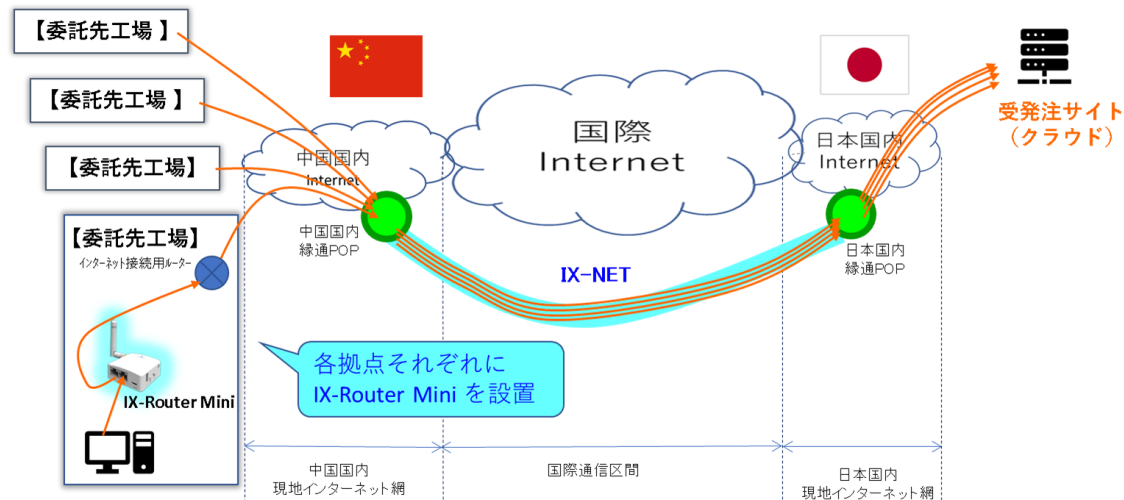 【委託先工場 】
【委託先工場 】
【委託先工場】
【委託先工場】
インターネット接続用ルーター
IX-Router Mini
中国国内
Internet
国際
Internet
日本国内
Internet
受発注サイト
（クラウド）
中国国内
縁通POP
日本国内
縁通POP
IX-NET
各拠点それぞれに
IX-Router Mini を設置
中国国内
現地インターネット網
国際通信区間
日本国内
現地インターネット網